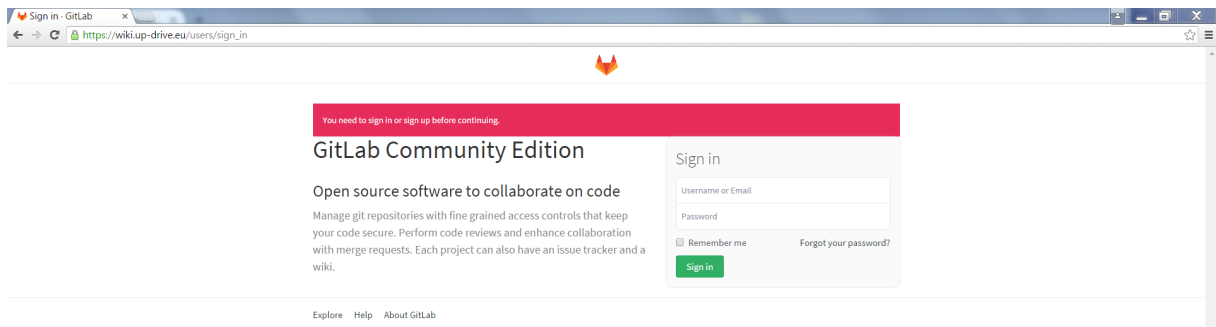 Sign in · GitLab
https://wiki.up-drive.eu/users/sign_in
You need to sign in or sign up before continuing.
GitLab Community Edition
Open source software to collaborate on code
Manage git repositories with fine grained access controls that keep
your code secure. Perform code reviews and enhance collaboration
with merge requests. Each project can also have an issue tracker and a
wiki.
Sign in
Username or Email
Password
Remember me Forgot your password?
Sign in
Explore Help About GitLab